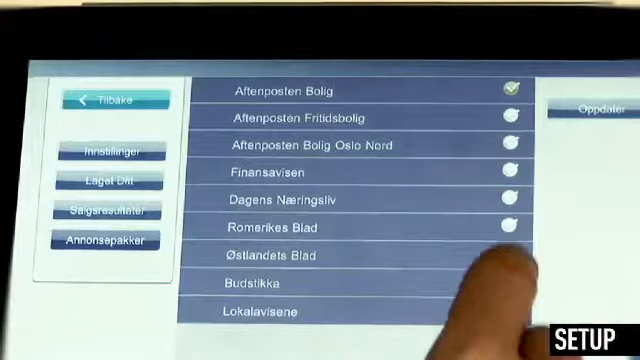 Tilbake
Innstillinger
Laget Ditt
Salgsresultater
Annonsepakker
Aftenposten Bolig
Aftenposten Fritidsbolig
Aftenposten Bolig Oslo Nord
Finansavisen
Dagens Næringsliv
Romerikes Blad
Østlandets Blad
Budstikka
Lokalavisene
Oppdater
SETUP